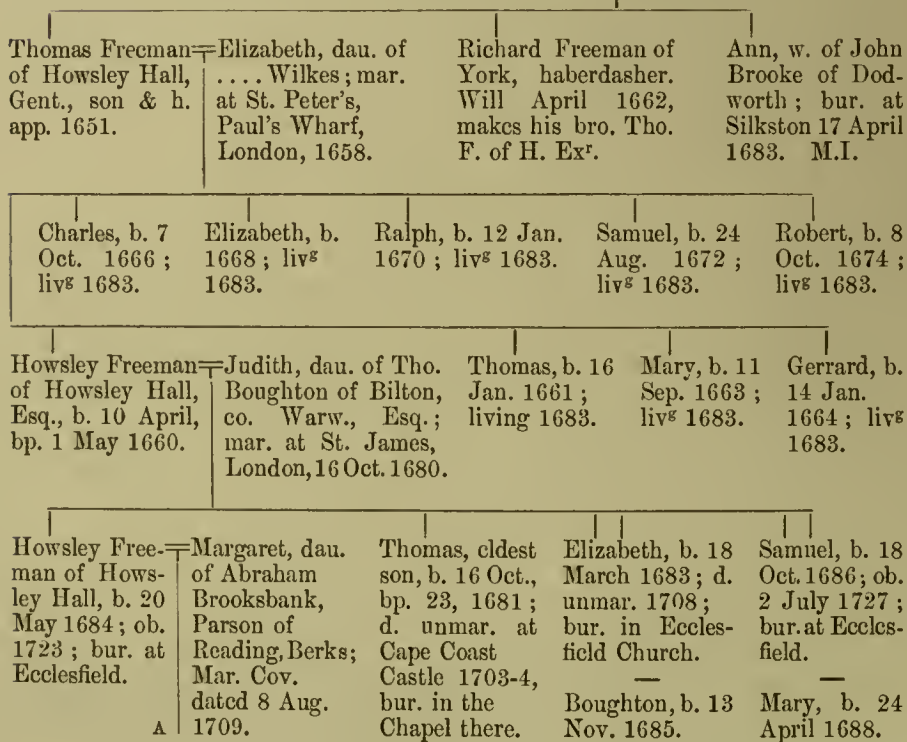 Thomas Freeman
of Howsley Hall,
Gent., son & h.
app. 1651.
Elizabeth, dau. of
.... Wilkes; mar.
at St. Peter's,
Paul's Wharf,
London, 1658.
Richard Freeman of
York, haberdasher.
Will April 1662,
makes his bro. Tho.
F. of H. Exr.
Ann, w. of John
Brooke of Dod-
worth; bur. at
Silkston 17 April
1683. M.I.
Charles, b. 7
Oct. 1666;
livg 1683.
Elizabeth, b.
1668; livg
1683.
Ralph, b. 12 Jan.
1670; livg 1683.
Samuel, b. 24
Aug. 1672;
livg 1683.
Robert, b. 8
Oct. 1674;
livg 1683.
Howsley Freeman
of Howsley Hall,
Esq., b. 10 April,
bp. 1 May 1660.
Judith, dau. of Tho.
Boughton of Bilton,
co. Warw., Esq.;
mar. at St. James,
London, 16 Oct. 1680.
Thomas, b. 16
Jan. 1661;
living 1683.
Mary, b. 11
Sep. 1663;
livg 1683.
Gerrard, b.
14 Jan.
1664; livg
1683.
Howsley Free-
man of Hows-
ley Hall, b. 20
May 1684; ob.
1723; bur. at
Ecclesfield.
A
Margaret, dau.
of Abraham
Brooksbank,
Parson of
Reading, Berks;
Mar. Cov.
dated 8 Aug.
1709.
Thomas, eldest
son, b. 16 Oct.,
bp. 23, 1681;
d. unmar. at
Cape Coast
Castle 1703-4,
bur. in the
Chapel there.
Elizabeth, b. 18
March 1683; d.
unmar. 1708;
bur. in Eccles-
field Church.
—
Boughton, b. 13
Nov. 1685.
Samuel, b. 18
Oct. 1686; ob.
2 July 1727;
bur. at Eccles-
field.
—
Mary, b. 24
April 1688.